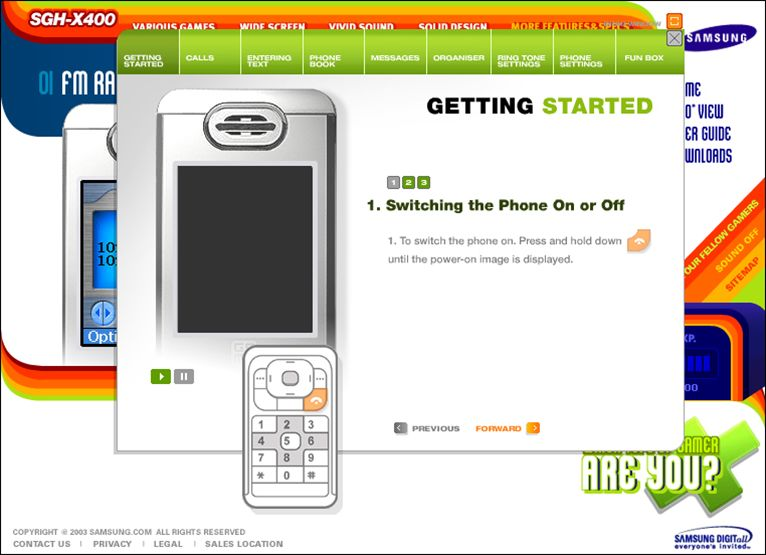 SGH-X400
VARIOUS GAMES
WIDE SCREEN
VIVID SOUND
SOLID DESIGN
MORE FEATURES&SPECS
SAMSUNG
GETTING STARTED
CALLS
ENTERING TEXT
PHONE BOOK
MESSAGES
ORGANISER
RING TONE SETTINGS
PHONE SETTINGS
FUN BOX
01 FM RA
ME
O° VIEW
ER GUIDE
WNLOADS
GETTING STARTED
1 2 3
1. Switching the Phone On or Off
1. To switch the phone on. Press and hold down
until the power-on image is displayed.
OUR FELLOW GAMERS
SOUND OFF
SITEMAP
10:
10:
Opti
XP.
00
1 2 3
4 5 6
7 8 9
* 0 #
PREVIOUS
FORWARD
GAMER
ARE YOU?
COPYRIGHT @ 2003 SAMSUNG.COM ALL RIGHTS RESERVED
CONTACT US | PRIVACY | LEGAL | SALES LOCATION
SAMSUNG DIGITall
everyone's invited™